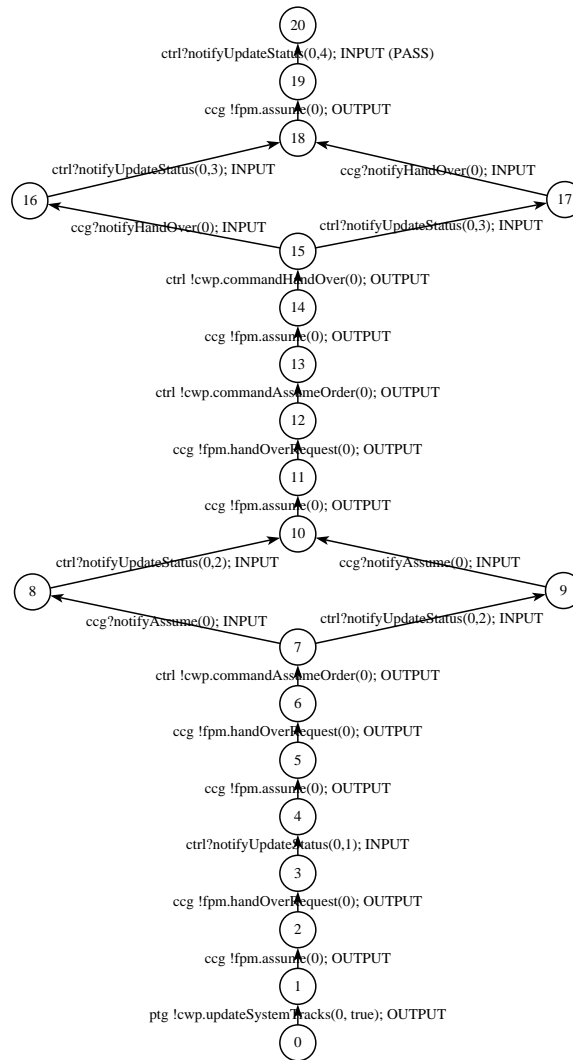 20
ctrl?notifyUpdateStatus(0,4); INPUT (PASS)
19
ccg !fpm.assume(0); OUTPUT
18
ctrl?notifyUpdateStatus(0,3); INPUT
ccg?notifyHandOver(0); INPUT
16
17
ccg?notifyHandOver(0); INPUT
ctrl?notifyUpdateStatus(0,3); INPUT
15
ctrl !cwp.commandHandOver(0); OUTPUT
14
ccg !fpm.assume(0); OUTPUT
13
ctrl !cwp.commandAssumeOrder(0); OUTPUT
12
ccg !fpm.handOverRequest(0); OUTPUT
11
ccg !fpm.assume(0); OUTPUT
10
ctrl?notifyUpdateStatus(0,2); INPUT
ccg?notifyAssume(0); INPUT
8
9
ccg?notifyAssume(0); INPUT
ctrl?notifyUpdateStatus(0,2); INPUT
7
ctrl !cwp.commandAssumeOrder(0); OUTPUT
6
ccg !fpm.handOverRequest(0); OUTPUT
5
ccg !fpm.assume(0); OUTPUT
4
ctrl?notifyUpdateStatus(0,1); INPUT
3
ccg !fpm.handOverRequest(0); OUTPUT
2
ccg !fpm.assume(0); OUTPUT
1
ptg !cwp.updateSystemTracks(0, true); OUTPUT
0